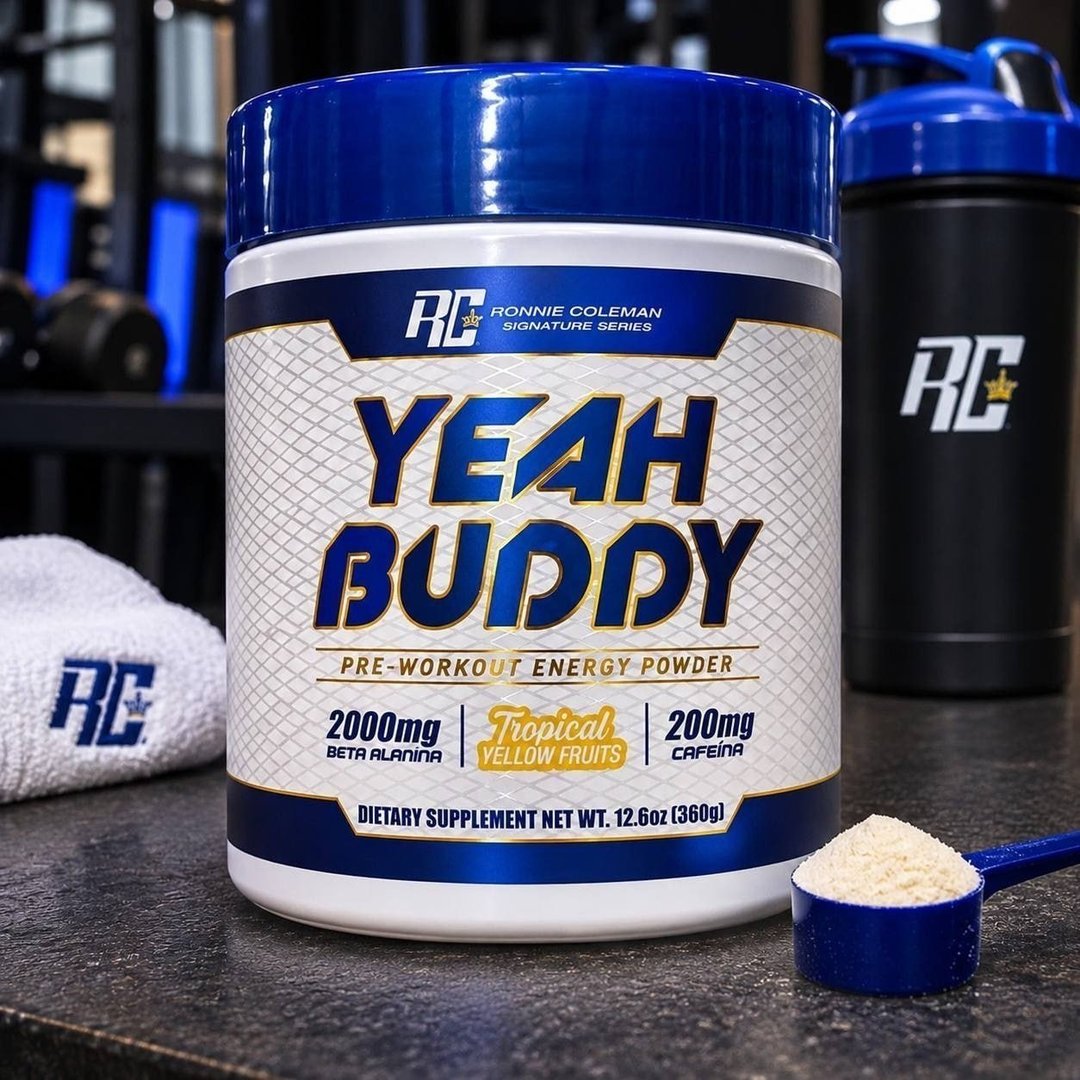 RC RONNIE COLEMAN
SIGNATURE SERIES
YEAH
BUDDY
PRE-WORKOUT ENERGY POWDER
2000mg
BETA ALANINA
Tropical
YELLOW FRUITS
200mg
CAFEÍNA
DIETARY SUPPLEMENT NET WT. 12.6oz (360g)
RC
RC